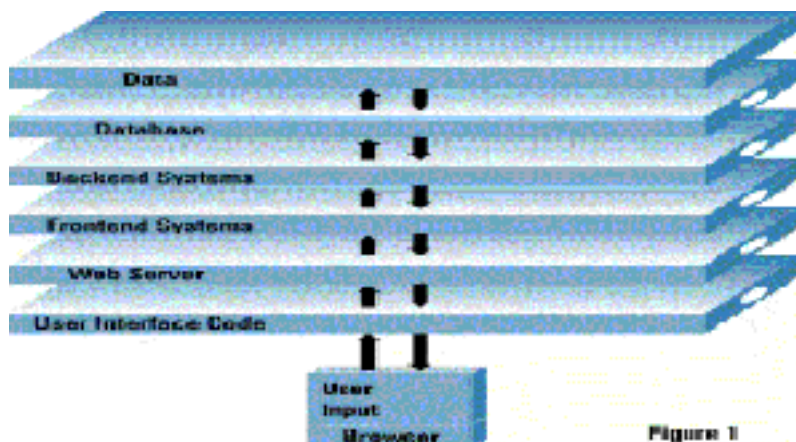 Data
Database
Backend Systems
Frontend Systems
Web Server
User Interface Code
User
Input
Browser
Figure 1